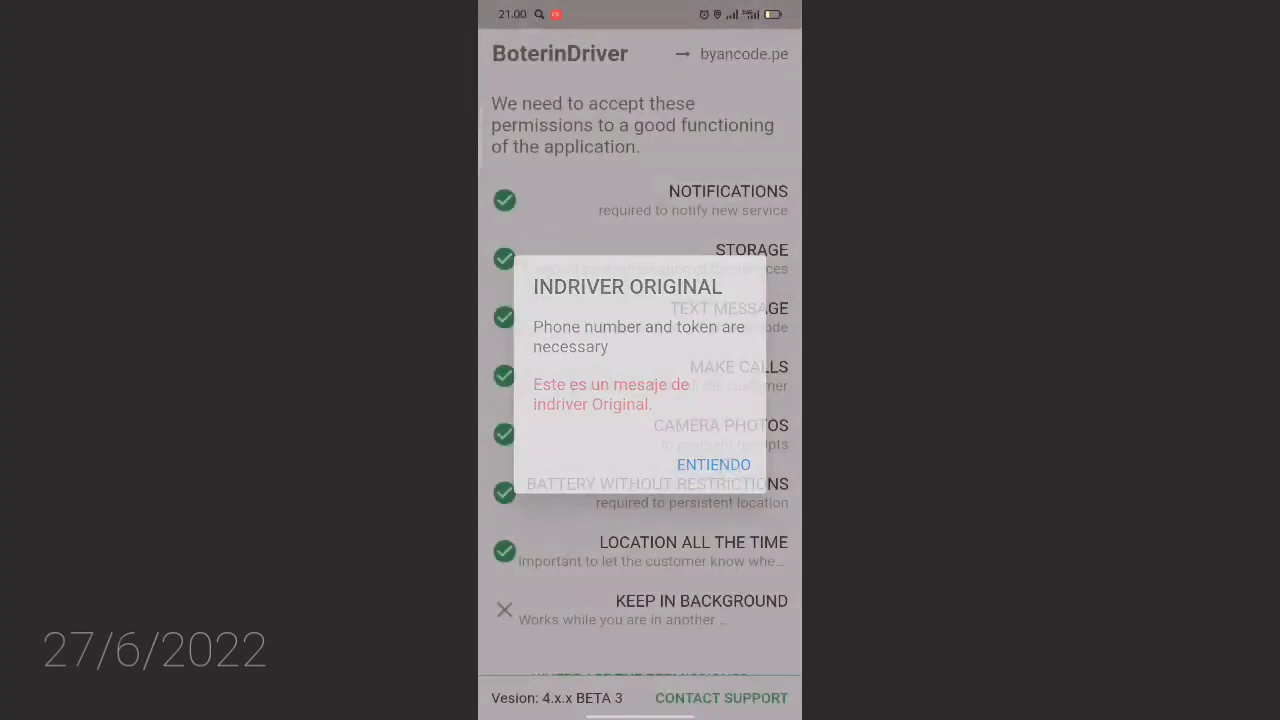 21.00
BoterinDriver → byancode.pe
We need to accept these
permissions to a good functioning
of the application.
NOTIFICATIONS
required to notify new service
STORAGE
INDRIVER ORIGINAL
TEXT MESSAGE
Phone number and token are
necessary
MAKE CALLS
Este es un mesaje de
indriver Original.
CAMERA PHOTOS
to payment receipts
ENTIENDO
BATTERY WITHOUT RESTRICTIONS
required to persistent location
LOCATION ALL THE TIME
important to let the customer know whe...
KEEP IN BACKGROUND
Works while you are in another ...
27/6/2022
Vesion: 4.x.x BETA 3 CONTACT SUPPORT